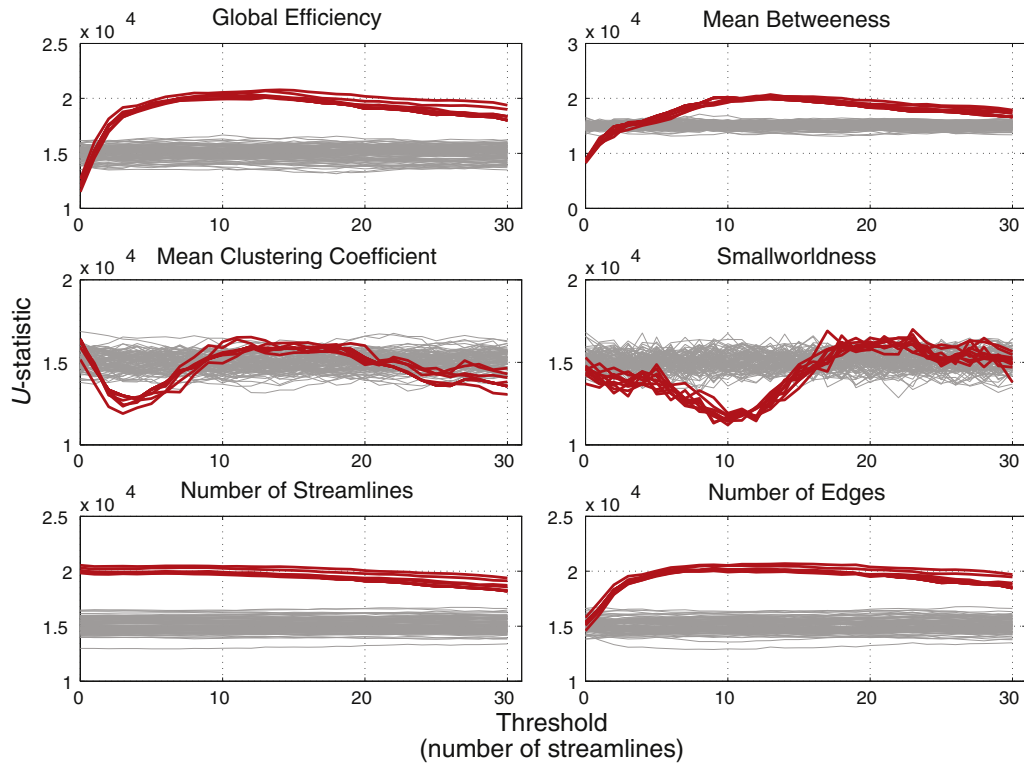 Global Efficiency
x 10 4
2.5
2
1.5
1
0 10 20 30
Mean Betweeness
x 10 4
3
2
1
0
0 10 20 30
Mean Clustering Coefficient
x 10 4
2
1.5
1
0 10 20 30
Smallworldness
x 10 4
2
1.5
1
0 10 20 30
U-statistic
Number of Streamlines
x 10 4
2.5
2
1.5
1
0 10 20 30
Number of Edges
x 10 4
2.5
2
1.5
1
0 10 20 30
Threshold
(number of streamlines)